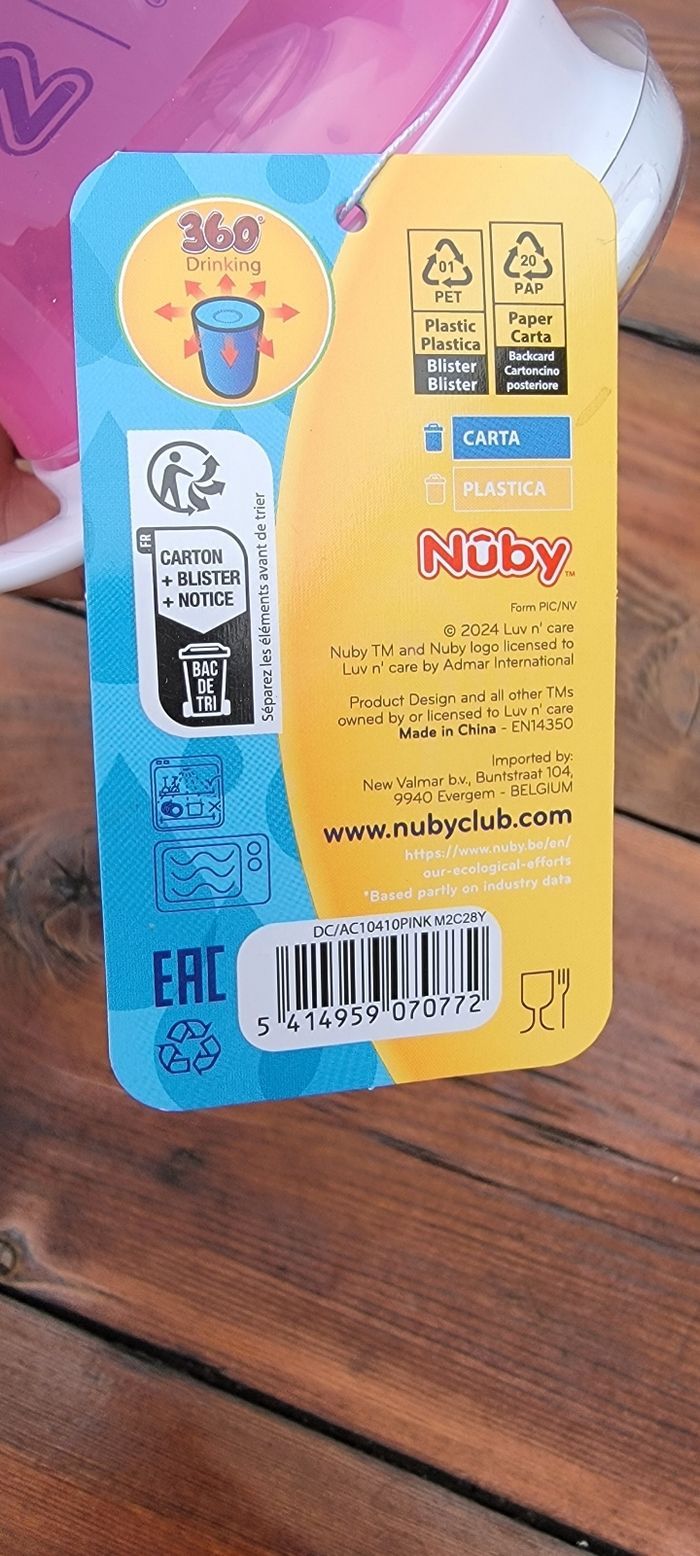 360°
Drinking
01
PET
Plastic
Plastica
Blister
Blister
20
PAP
Paper
Carta
Backcard
Cartoncino
posteriore
CARTA
PLASTICA
FR
CARTON
+ BLISTER
+ NOTICE
BAC
DE
TRI
Séparez les éléments avant de trier
Nûby™
Form PIC/NV
© 2024 Luv n' care
Nuby TM and Nuby logo licensed to
Luv n' care by Admar International
Product Design and all other TMs
owned by or licensed to Luv n' care
Made in China - EN14350
Imported by:
New Valmar b.v., Buntstraat 104,
9940 Evergem - BELGIUM
www.nubyclub.com
https://www.nuby.be/en/
our-ecological-efforts
*Based partly on industry data
EAC
DC/AC10410PINK M2C28Y
5 414959 070772